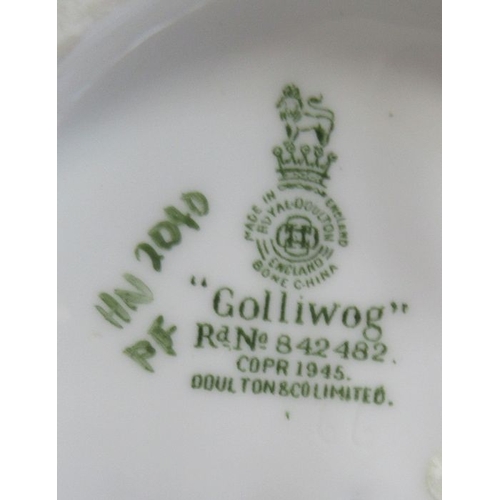 MADE IN ENGLAND
ROYAL·DOULTON
ENGLAND
BONE CHINA
HN 2040
PF
"Golliwog"
Rd. No 842482.
COPR 1945.
DOULTON & CO LIMITED.